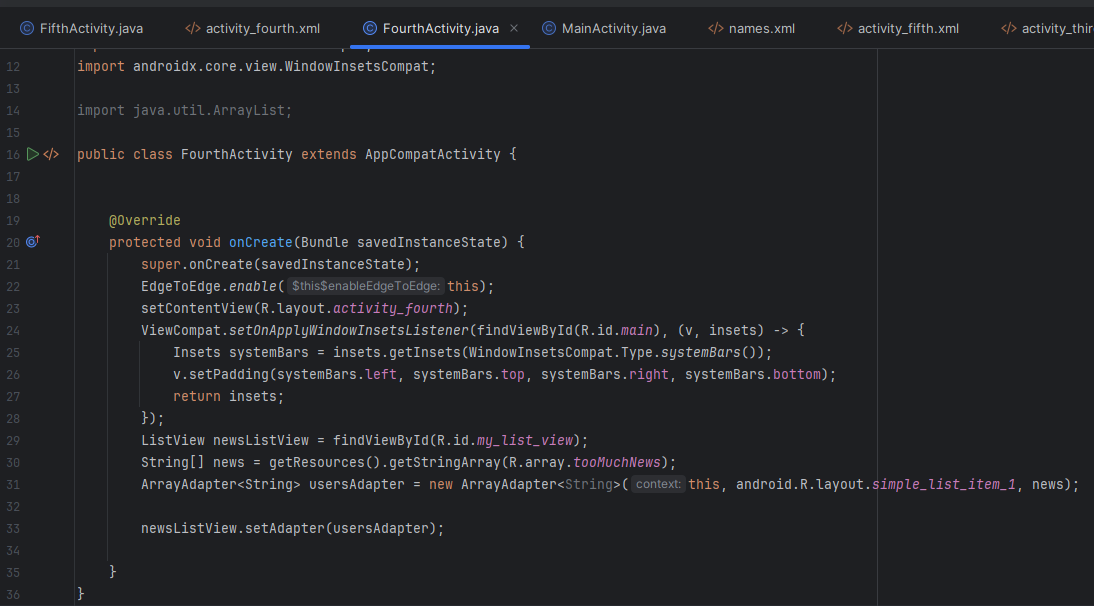 FifthActivity.java activity_fourth.xml FourthActivity.java MainActivity.java names.xml activity_fifth.xml activity_thir
12 import androidx.core.view.WindowInsetsCompat;
13
14 import java.util.ArrayList;
15
16 public class FourthActivity extends AppCompatActivity {
17
18
19 @Override
20 protected void onCreate(Bundle savedInstanceState) {
21 super.onCreate(savedInstanceState);
22 EdgeToEdge.enable( $this$enableEdgeToEdge: this);
23 setContentView(R.layout.activity_fourth);
24 ViewCompat.setOnApplyWindowInsetsListener(findViewById(R.id.main), (v, insets) -> {
25 Insets systemBars = insets.getInsets(WindowInsetsCompat.Type.systemBars());
26 v.setPadding(systemBars.left, systemBars.top, systemBars.right, systemBars.bottom);
27 return insets;
28 });
29 ListView newsListView = findViewById(R.id.my_list_view);
30 String[] news = getResources().getStringArray(R.array.tooMuchNews);
31 ArrayAdapter<String> usersAdapter = new ArrayAdapter<String>( context: this, android.R.layout.simple_list_item_1, news);
32
33 newsListView.setAdapter(usersAdapter);
34
35 }
36 }